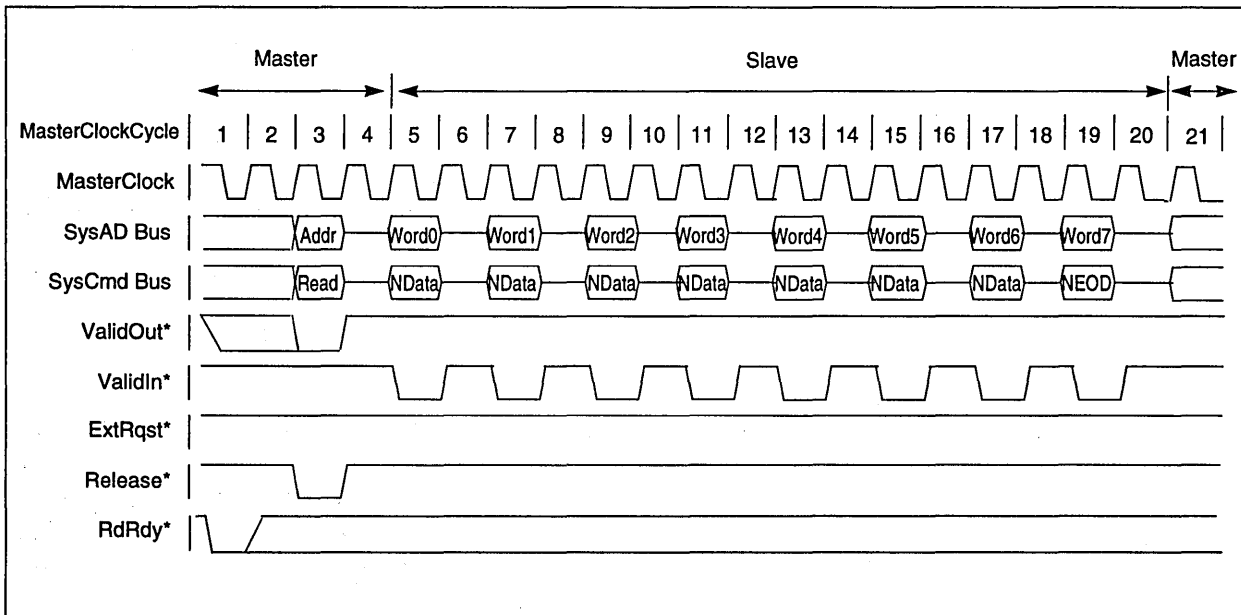 Master Slave Master
MasterClockCycle 1 2 3 4 5 6 7 8 9 10 11 12 13 14 15 16 17 18 19 20 21
MasterClock
SysAD Bus Addr Word0 Word1 Word2 Word3 Word4 Word5 Word6 Word7
SysCmd Bus Read NData NData NData NData NData NData NData NEOD
ValidOut*
ValidIn*
ExtRqst*
Release*
RdRdy*